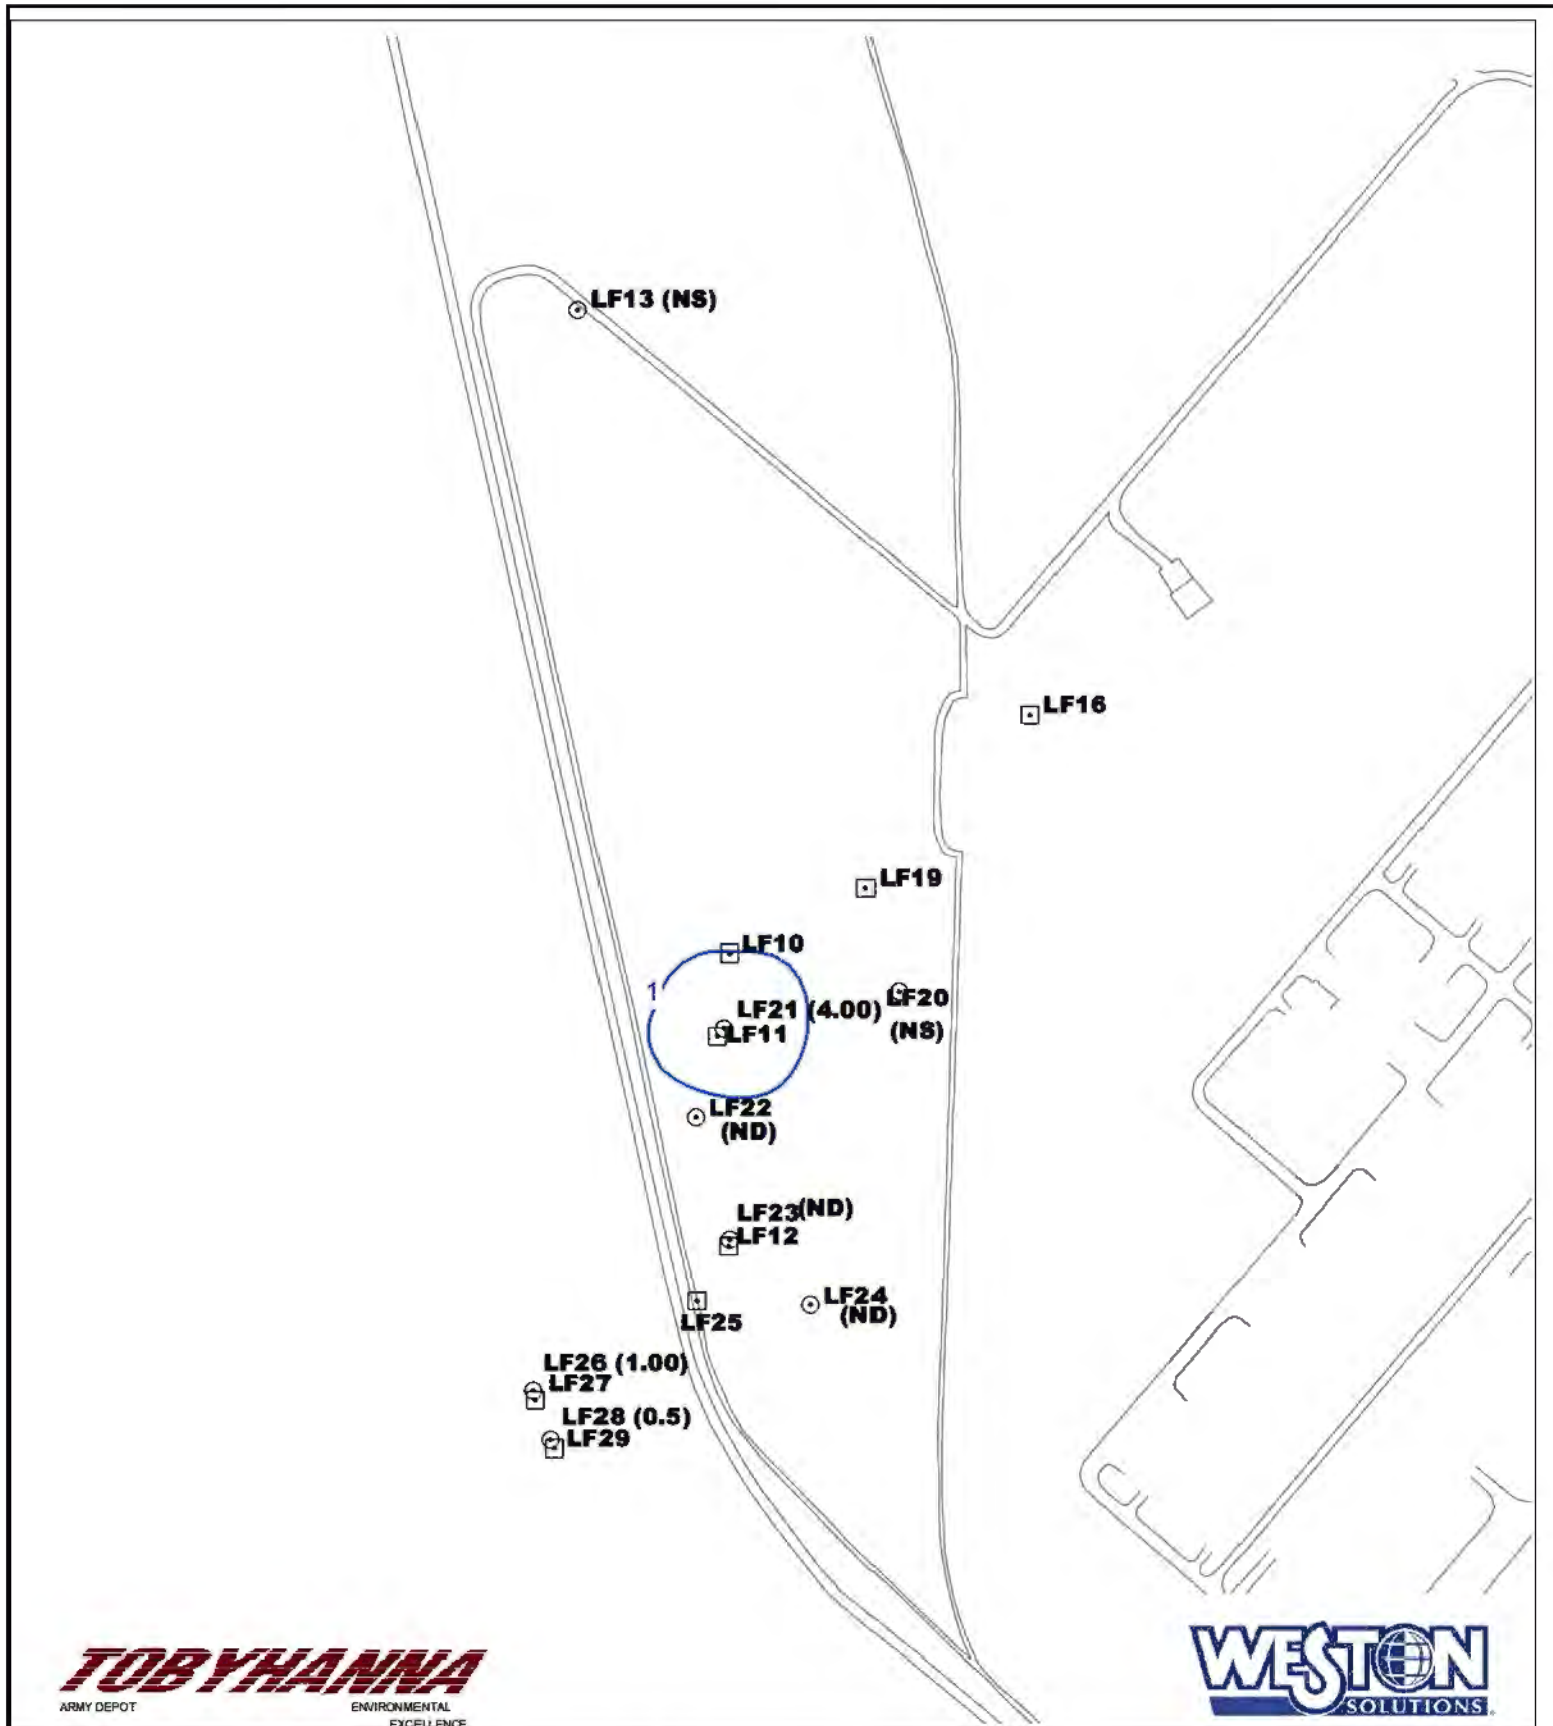 LF13 (NS)
LF16
LF19
LF10
1
LF20
(NS)
LF21 (4.00)
LF11
LF22
(ND)
LF23(ND)
LF12
LF24
(ND)
LF25
LF26 (1.00)
LF27
LF28 (0.5)
LF29
TOBYHANNA
ARMY DEPOT
ENVIRONMENTAL
EXCELLENCE
WESTON
SOLUTIONS